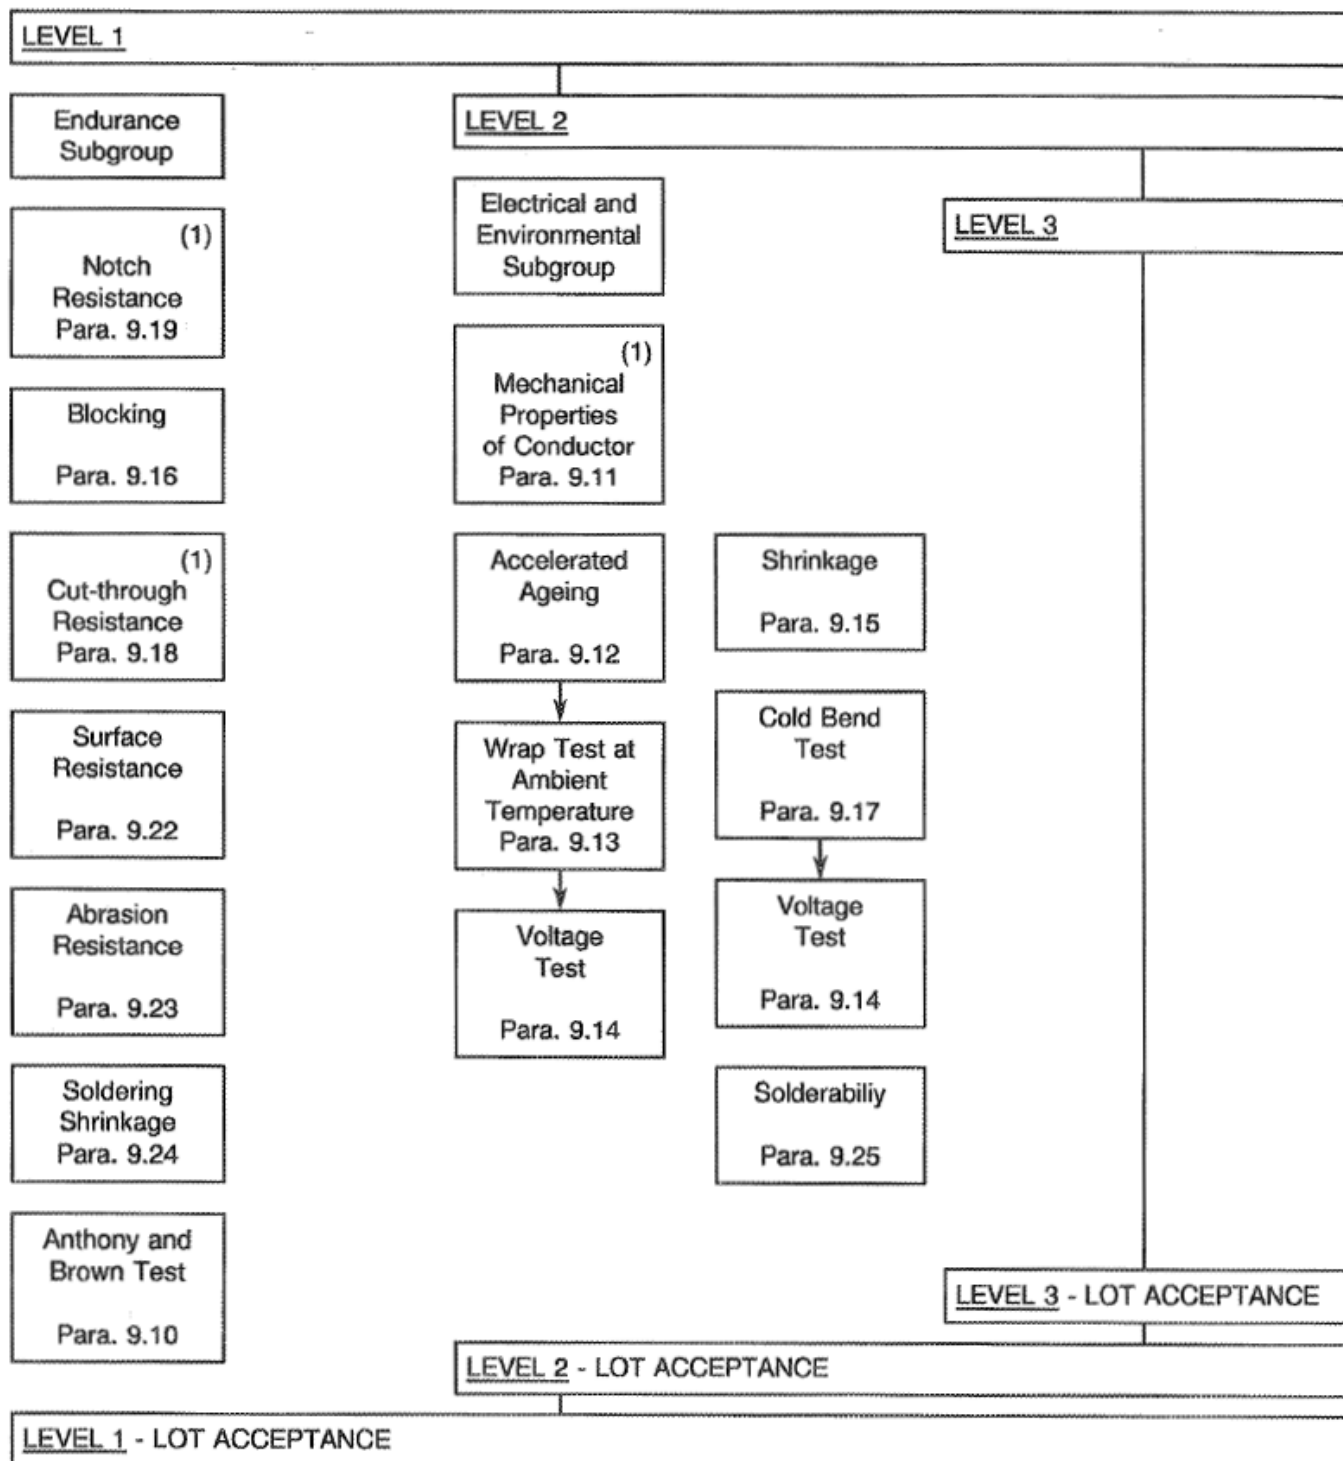 LEVEL 1
Endurance
Subgroup
(1)
Notch
Resistance
Para. 9.19
Blocking
Para. 9.16
(1)
Cut-through
Resistance
Para. 9.18
Surface
Resistance
Para. 9.22
Abrasion
Resistance
Para. 9.23
Soldering
Shrinkage
Para. 9.24
Anthony and
Brown Test
Para. 9.10
LEVEL 2
Electrical and
Environmental
Subgroup
(1)
Mechanical
Properties
of Conductor
Para. 9.11
Accelerated
Ageing
Para. 9.12
Wrap Test at
Ambient
Temperature
Para. 9.13
Voltage
Test
Para. 9.14
Shrinkage
Para. 9.15
Cold Bend
Test
Para. 9.17
Voltage
Test
Para. 9.14
Solderabiliy
Para. 9.25
LEVEL 3
LEVEL 3 - LOT ACCEPTANCE
LEVEL 2 - LOT ACCEPTANCE
LEVEL 1 - LOT ACCEPTANCE